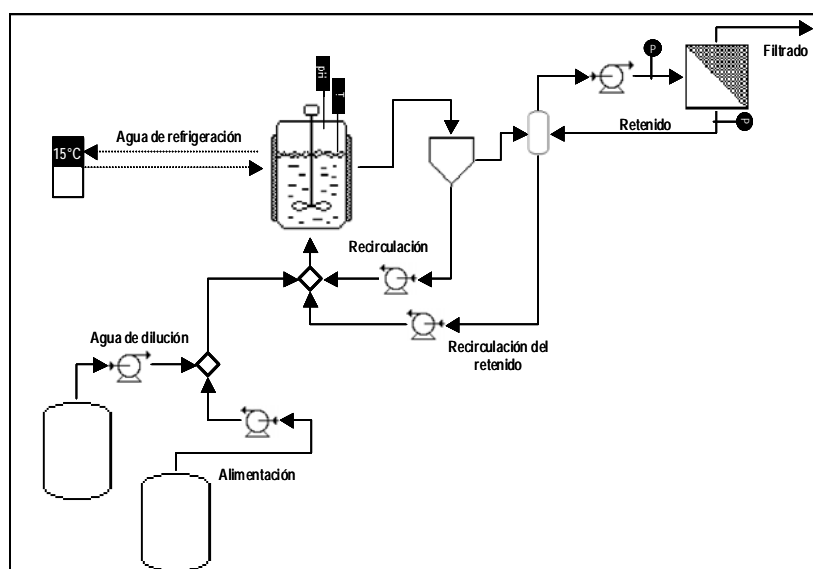 pH
T
P
Filtrado
Agua de refrigeración
15°C
Retenido
P
Recirculación
Agua de dilución
Recirculación del
retenido
Alimentación